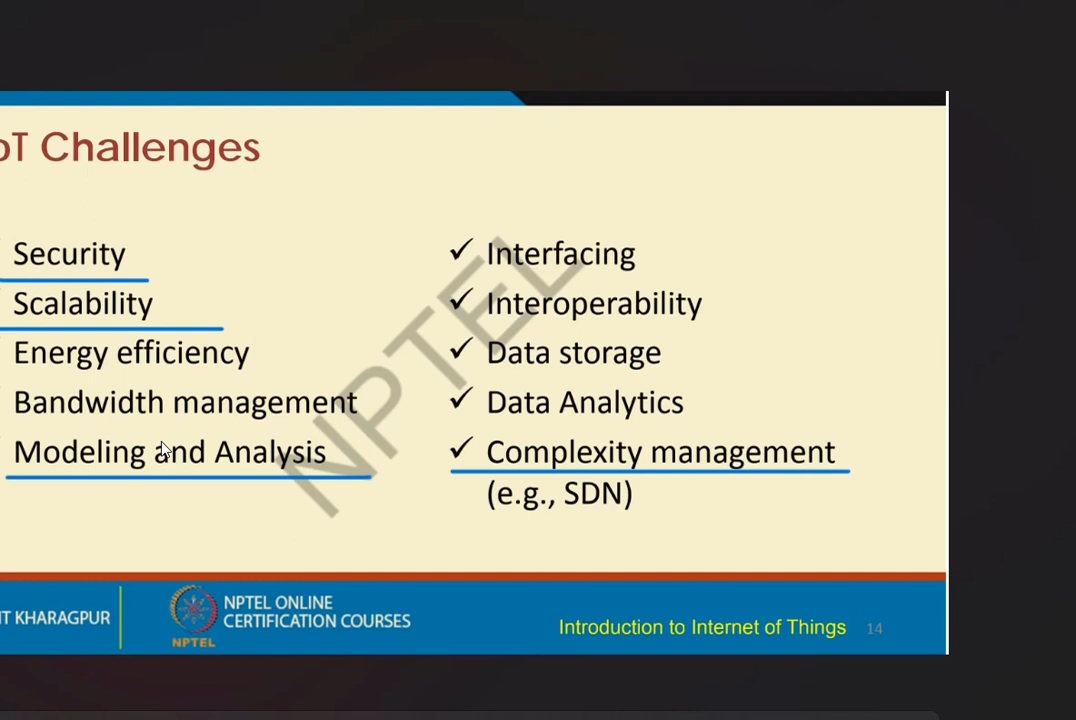 oT Challenges
Security
Scalability
Energy efficiency
Bandwidth management
Modeling and Analysis
✓ Interfacing
✓ Interoperability
✓ Data storage
✓ Data Analytics
✓ Complexity management
(e.g., SDN)
NPTEL
IT KHARAGPUR
NPTEL
NPTEL ONLINE
CERTIFICATION COURSES
Introduction to Internet of Things
14